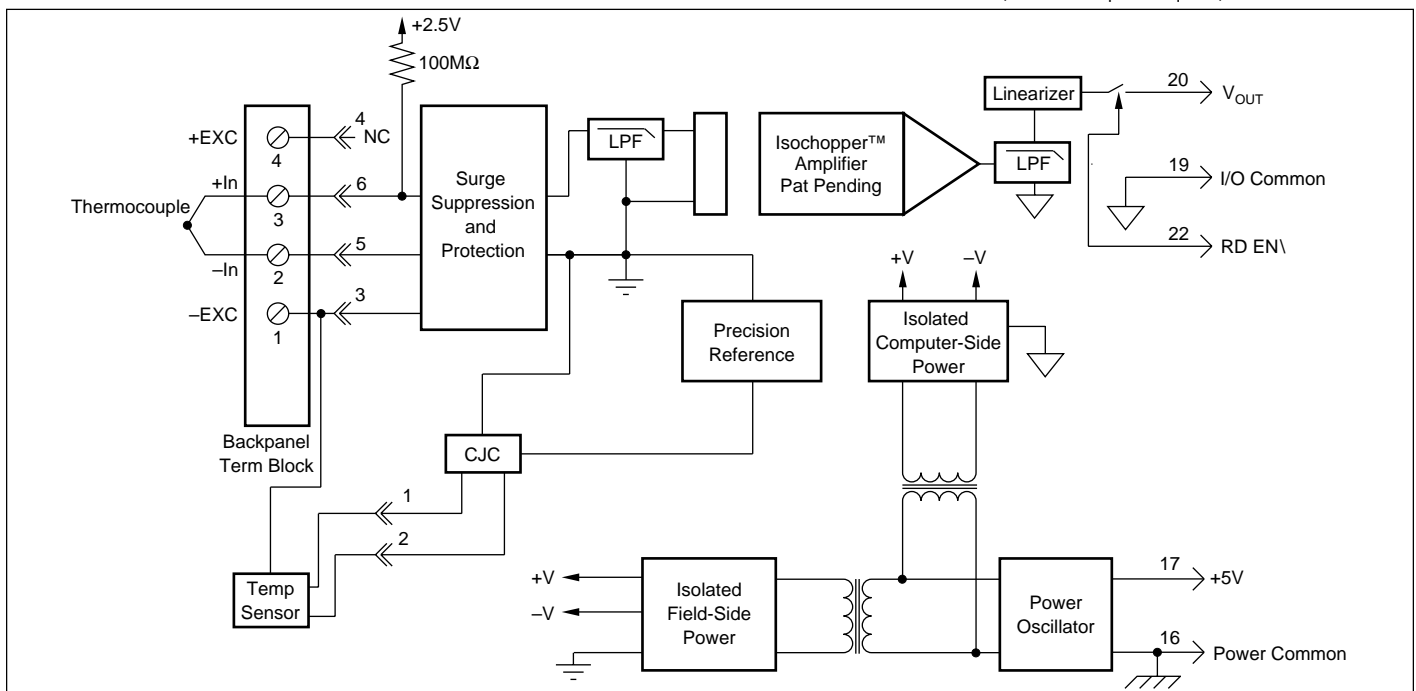 +2.5V
100MΩ
+EXC
4
4
NC
+In
3
6
Thermocouple
–In
2
5
–EXC
1
3
Backpanel
Term Block
Surge
Suppression
and
Protection
LPF
Isochopper™
Amplifier
Pat Pending
Linearizer
LPF
20
VOUT
19
I/O Common
22
RD EN\
Precision
Reference
CJC
1
2
Temp
Sensor
+V
–V
Isolated
Computer-Side
Power
+V
–V
Isolated
Field-Side
Power
Power
Oscillator
17
+5V
16
Power Common